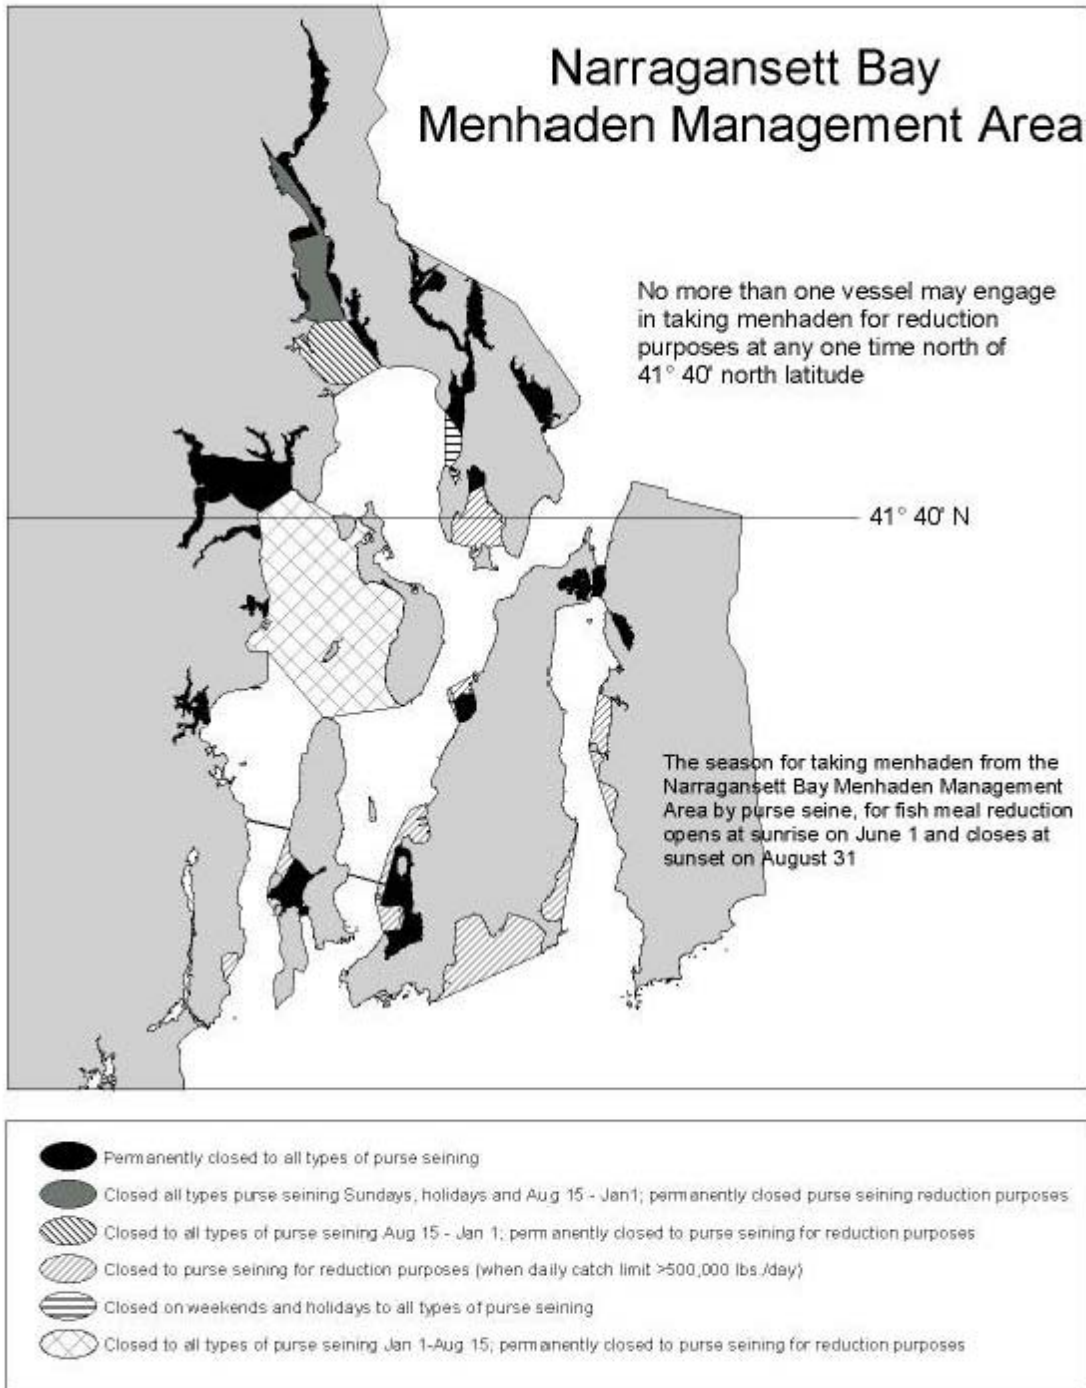 Narragansett Bay
Menhaden Management Area
No more than one vessel may engage
in taking menhaden for reduction
purposes at any one time north of
41° 40' north latitude
41° 40' N
The season for taking menhaden from the
Narragansett Bay Menhaden Management
Area by purse seine, for fish meal reduction
opens at sunrise on June 1 and closes at
sunset on August 31
Permanently closed to all types of purse seining
Closed all types purse seining Sundays, holidays and Aug 15 - Jan1; permanently closed purse seining reduction purposes
Closed to all types of purse seining Aug 15 - Jan 1; permanently closed to purse seining for reduction purposes
Closed to purse seining for reduction purposes (when daily catch limit >500,000 lbs./day)
Closed on weekends and holidays to all types of purse seining
Closed to all types of purse seining Jan 1-Aug 15; permanently closed to purse seining for reduction purposes